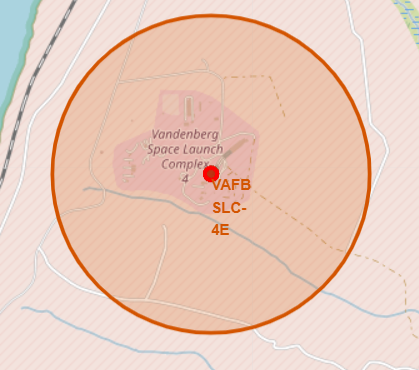 Vandenberg
Space Launch
Complex
4
VAFB
SLC-
4E